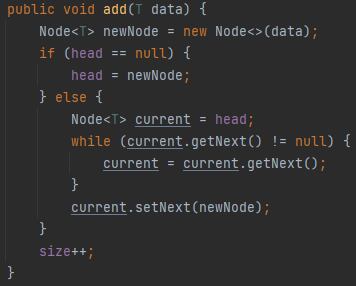 public void add(T data) {
    Node<T> newNode = new Node<>(data);
    if (head == null) {
        head = newNode;
    } else {
        Node<T> current = head;
        while (current.getNext() != null) {
            current = current.getNext();
        }
        current.setNext(newNode);
    }
    size++;
}